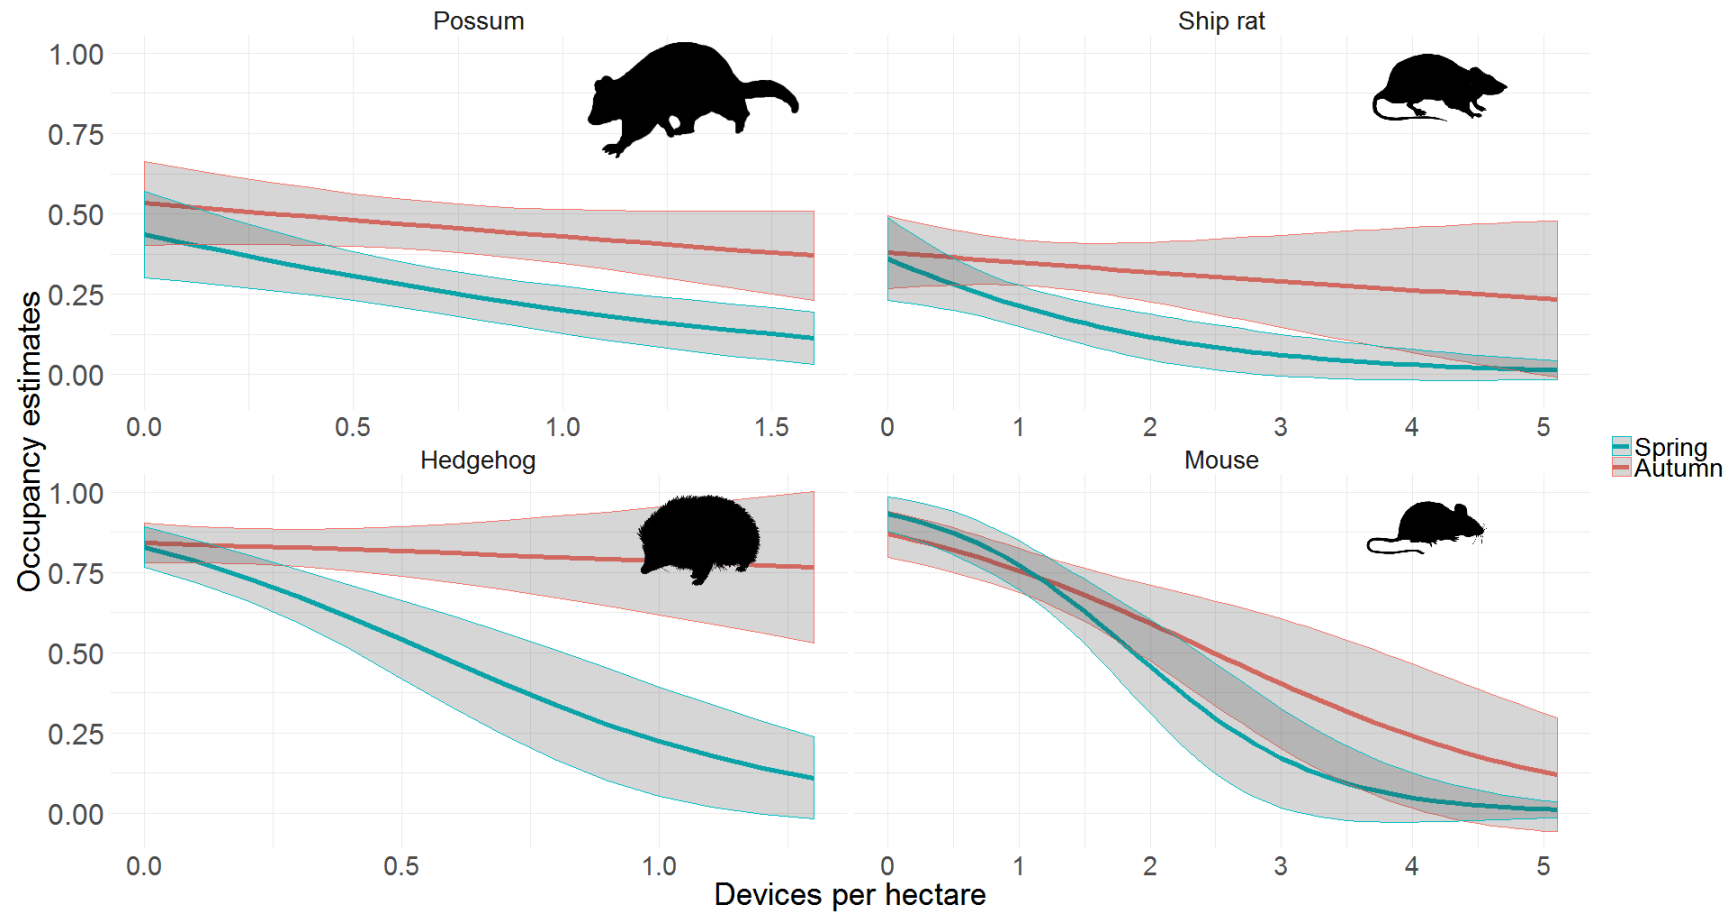 Possum
Ship rat
1.00
0.75
0.50
0.25
0.00
0.0 0.5 1.0 1.5
0 1 2 3 4 5
Hedgehog
Mouse
1.00
0.75
0.50
0.25
0.00
0.0 0.5 1.0
0 1 2 3 4 5
Occupancy estimates
Devices per hectare
Spring
Autumn